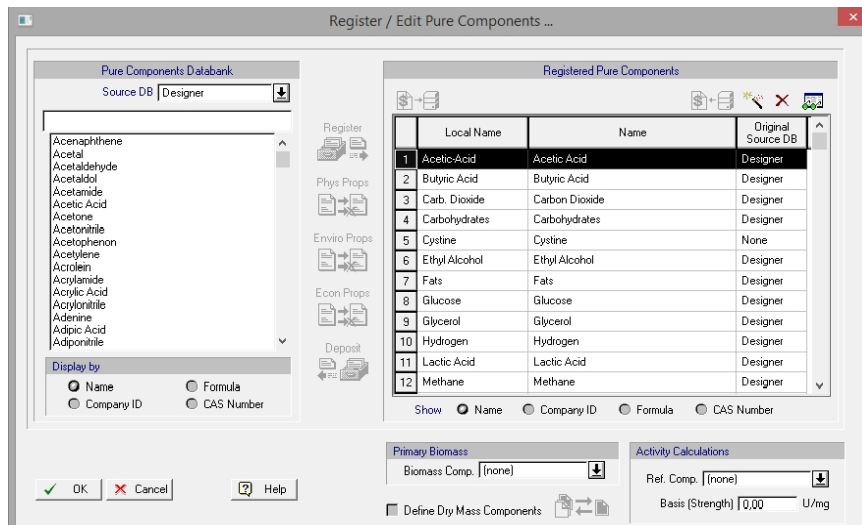 Register / Edit Pure Components ...
Pure Components Databank
Source DB Designer
Acenaphthene
Acetal
Acetaldehyde
Acetaldol
Acetamide
Acetic Acid
Acetone
Acetonitrile
Acetophenon
Acetylene
Acrolein
Acrylamide
Acrylic Acid
Acrylonitrile
Adenine
Adipic Acid
Adiponitrile
Display by
Name Formula
Company ID CAS Number
Register
Phys Props
Enviro Props
Econ Props
Deposit
Registered Pure Components
Local Name Name Original Source DB
1 Acetic-Acid Acetic Acid Designer
2 Butyric Acid Butyric Acid Designer
3 Carb. Dioxide Carbon Dioxide Designer
4 Carbohydrates Carbohydrates Designer
5 Cystine Cystine None
6 Ethyl Alcohol Ethyl Alcohol Designer
7 Fats Fats Designer
8 Glucose Glucose Designer
9 Glycerol Glycerol Designer
10 Hydrogen Hydrogen Designer
11 Lactic Acid Lactic Acid Designer
12 Methane Methane Designer
Show Name Company ID Formula CAS Number
Primary Biomass
Biomass Comp. (none)
Define Dry Mass Components
Activity Calculations
Ref. Comp. (none)
Basis (Strength) 0,00 U/mg
OK Cancel Help